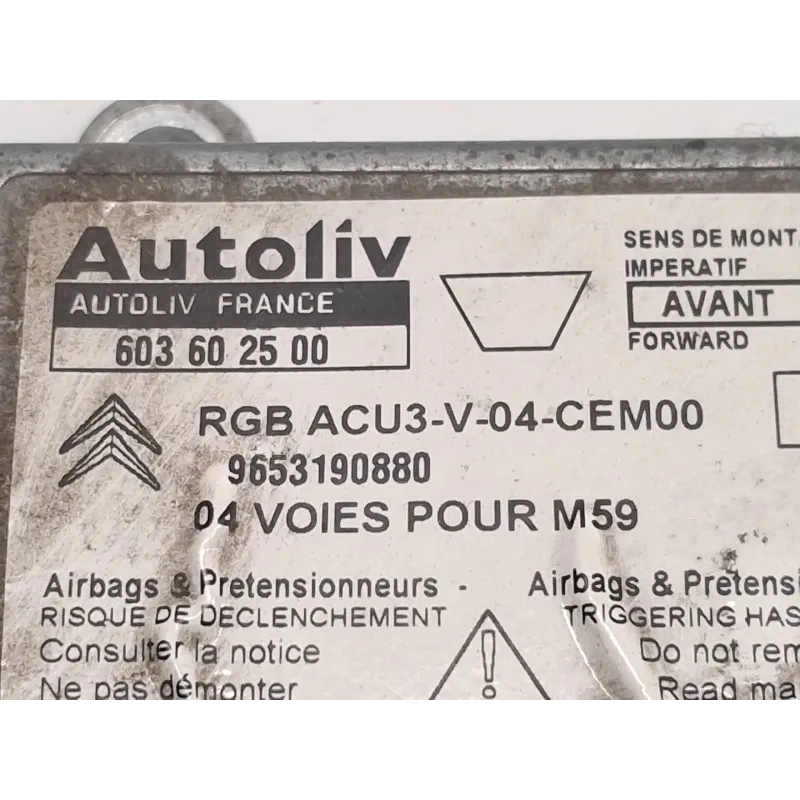 Autoliv
AUTOLIV FRANCE
603 60 25 00
SENS DE MONT
IMPERATIF
AVANT
FORWARD
RGB ACU3-V-04-CEM00
9653190880
04 VOIES POUR M59
Airbags & Pretensionneurs -
RISQUE DE DECLENCHEMENT
Consulter la notice
Ne pas démonter
Airbags & Pretensi
TRIGGERING HAS
Do not rem
Read ma